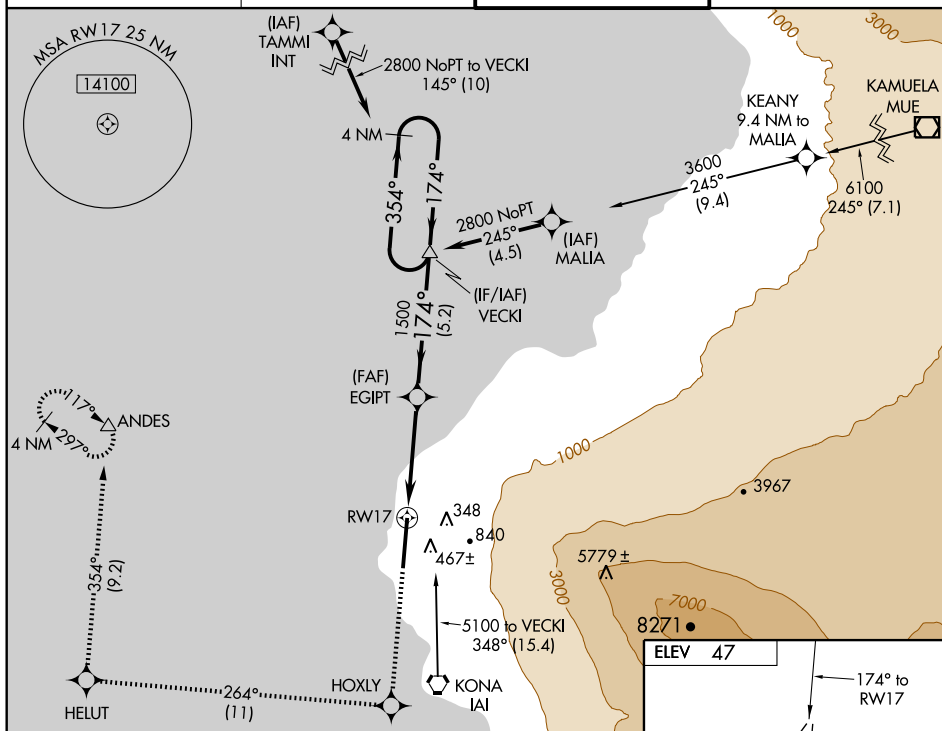 MSA RW17 25 NM
14100
(IAF)
TAMMI
INT
2800 NoPT to VECKI
145° (10)
4 NM
354°
174°
1000
3000
KAMUELA
MUE
KEANY
9.4 NM to
MALIA
3600
245°
(9.4)
6100
245° (7.1)
2800 NoPT
245°
(4.5)
(IAF)
MALIA
(IF/IAF)
VECKI
1500
174°
(5.2)
(FAF)
EGIPT
117°
297°
4 NM
ANDES
1000
3967
RW17
348
840
467±
5779±
3000
7000
8271
354°
(9.2)
5100 to VECKI
348° (15.4)
HELUT
264°
(11)
HOXLY
KONA
IAI
ELEV 47
174° to
RW17